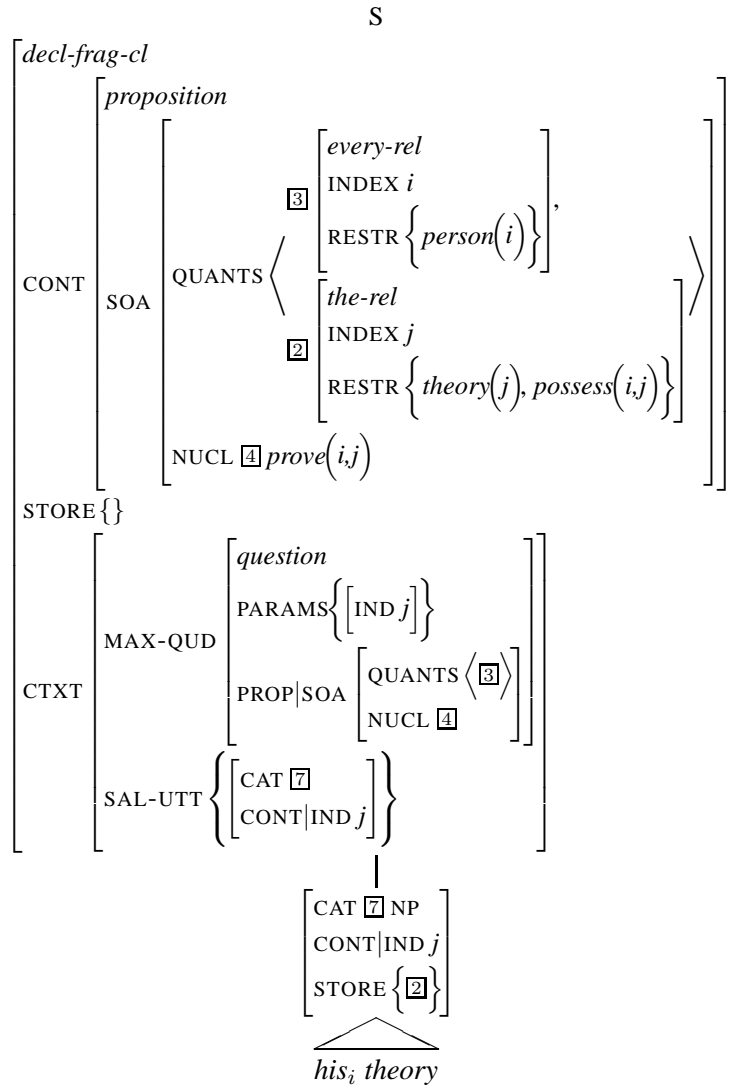 S
decl-frag-cl
proposition
every-rel
INDEX i
3
RESTR {person(i)},
CONT SOA QUANTS ⟨
the-rel
INDEX j
2
RESTR {theory(j), possess(i,j)} ⟩
NUCL 4 prove(i,j)
STORE {}
question
PARAMS {[IND j]}
MAX-QUD
QUANTS ⟨3⟩
CTXT PROP|SOA
NUCL 4
CAT 7
SAL-UTT
CONT|IND j
CAT 7 NP
CONT|IND j
STORE {2}
hisᵢ theory